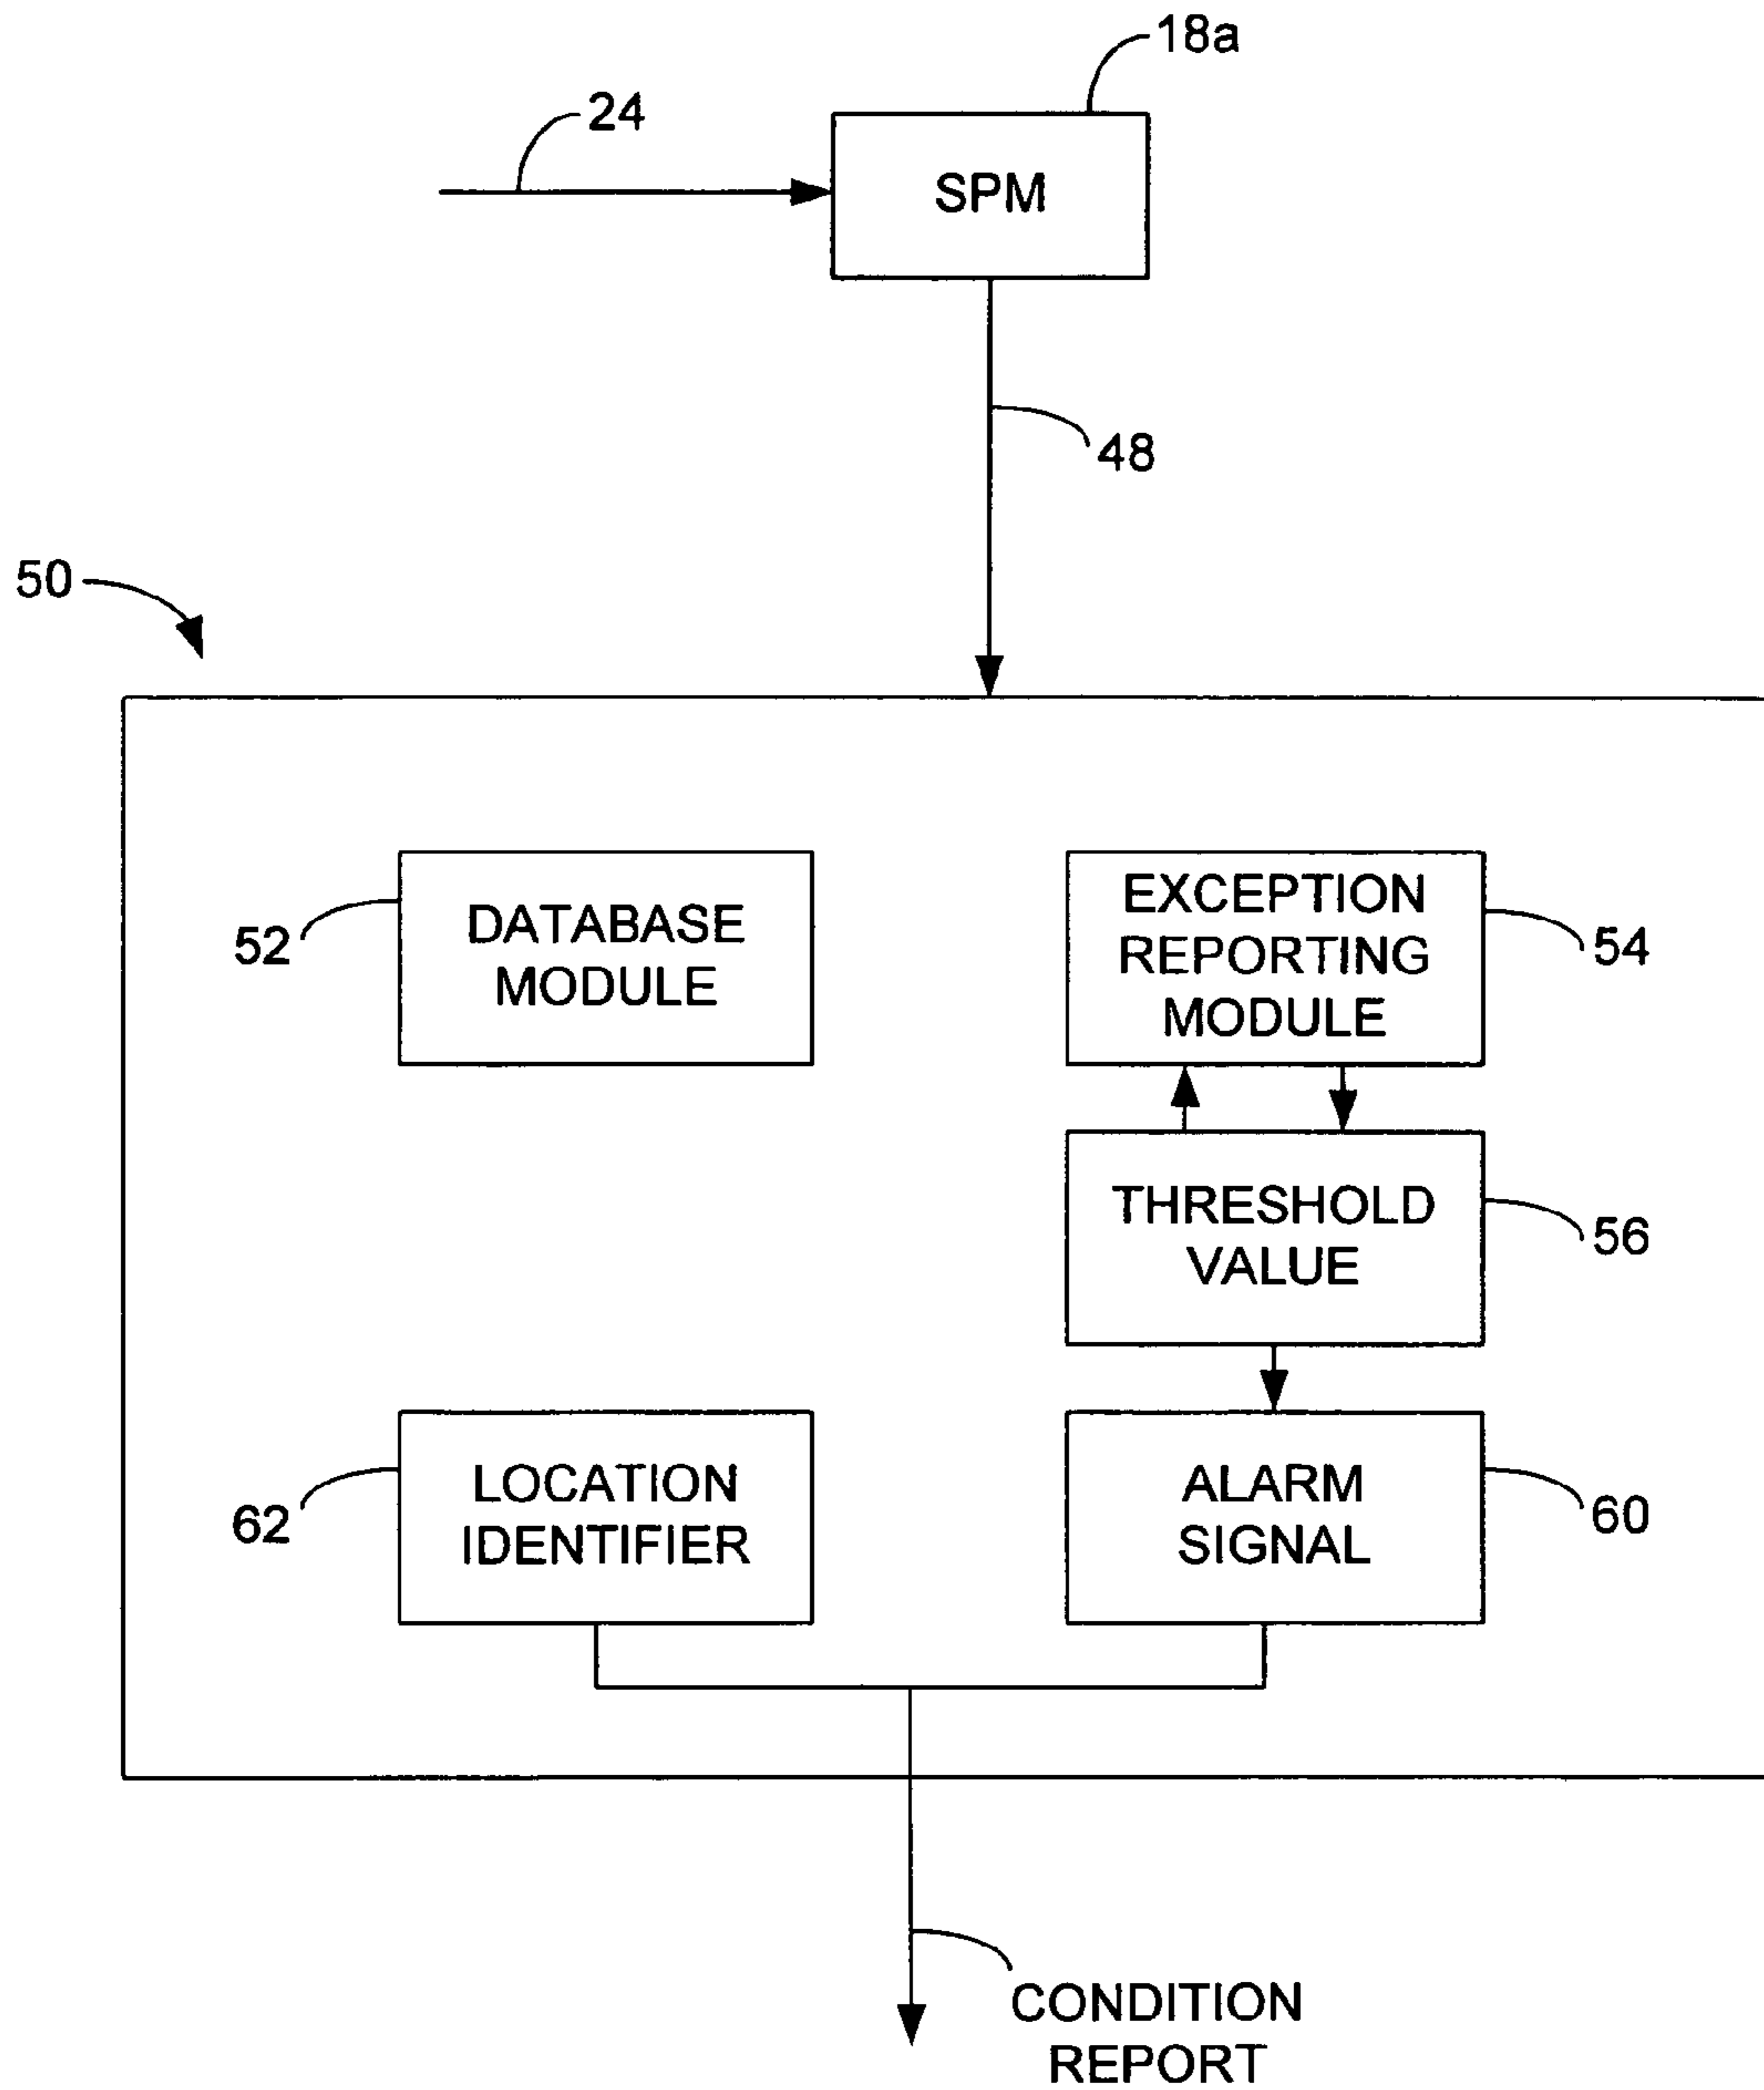 18a
24
SPM
48
50
DATABASE
MODULE
52
EXCEPTION
REPORTING
MODULE
54
THRESHOLD
VALUE
56
LOCATION
IDENTIFIER
62
ALARM
SIGNAL
60
CONDITION
REPORT